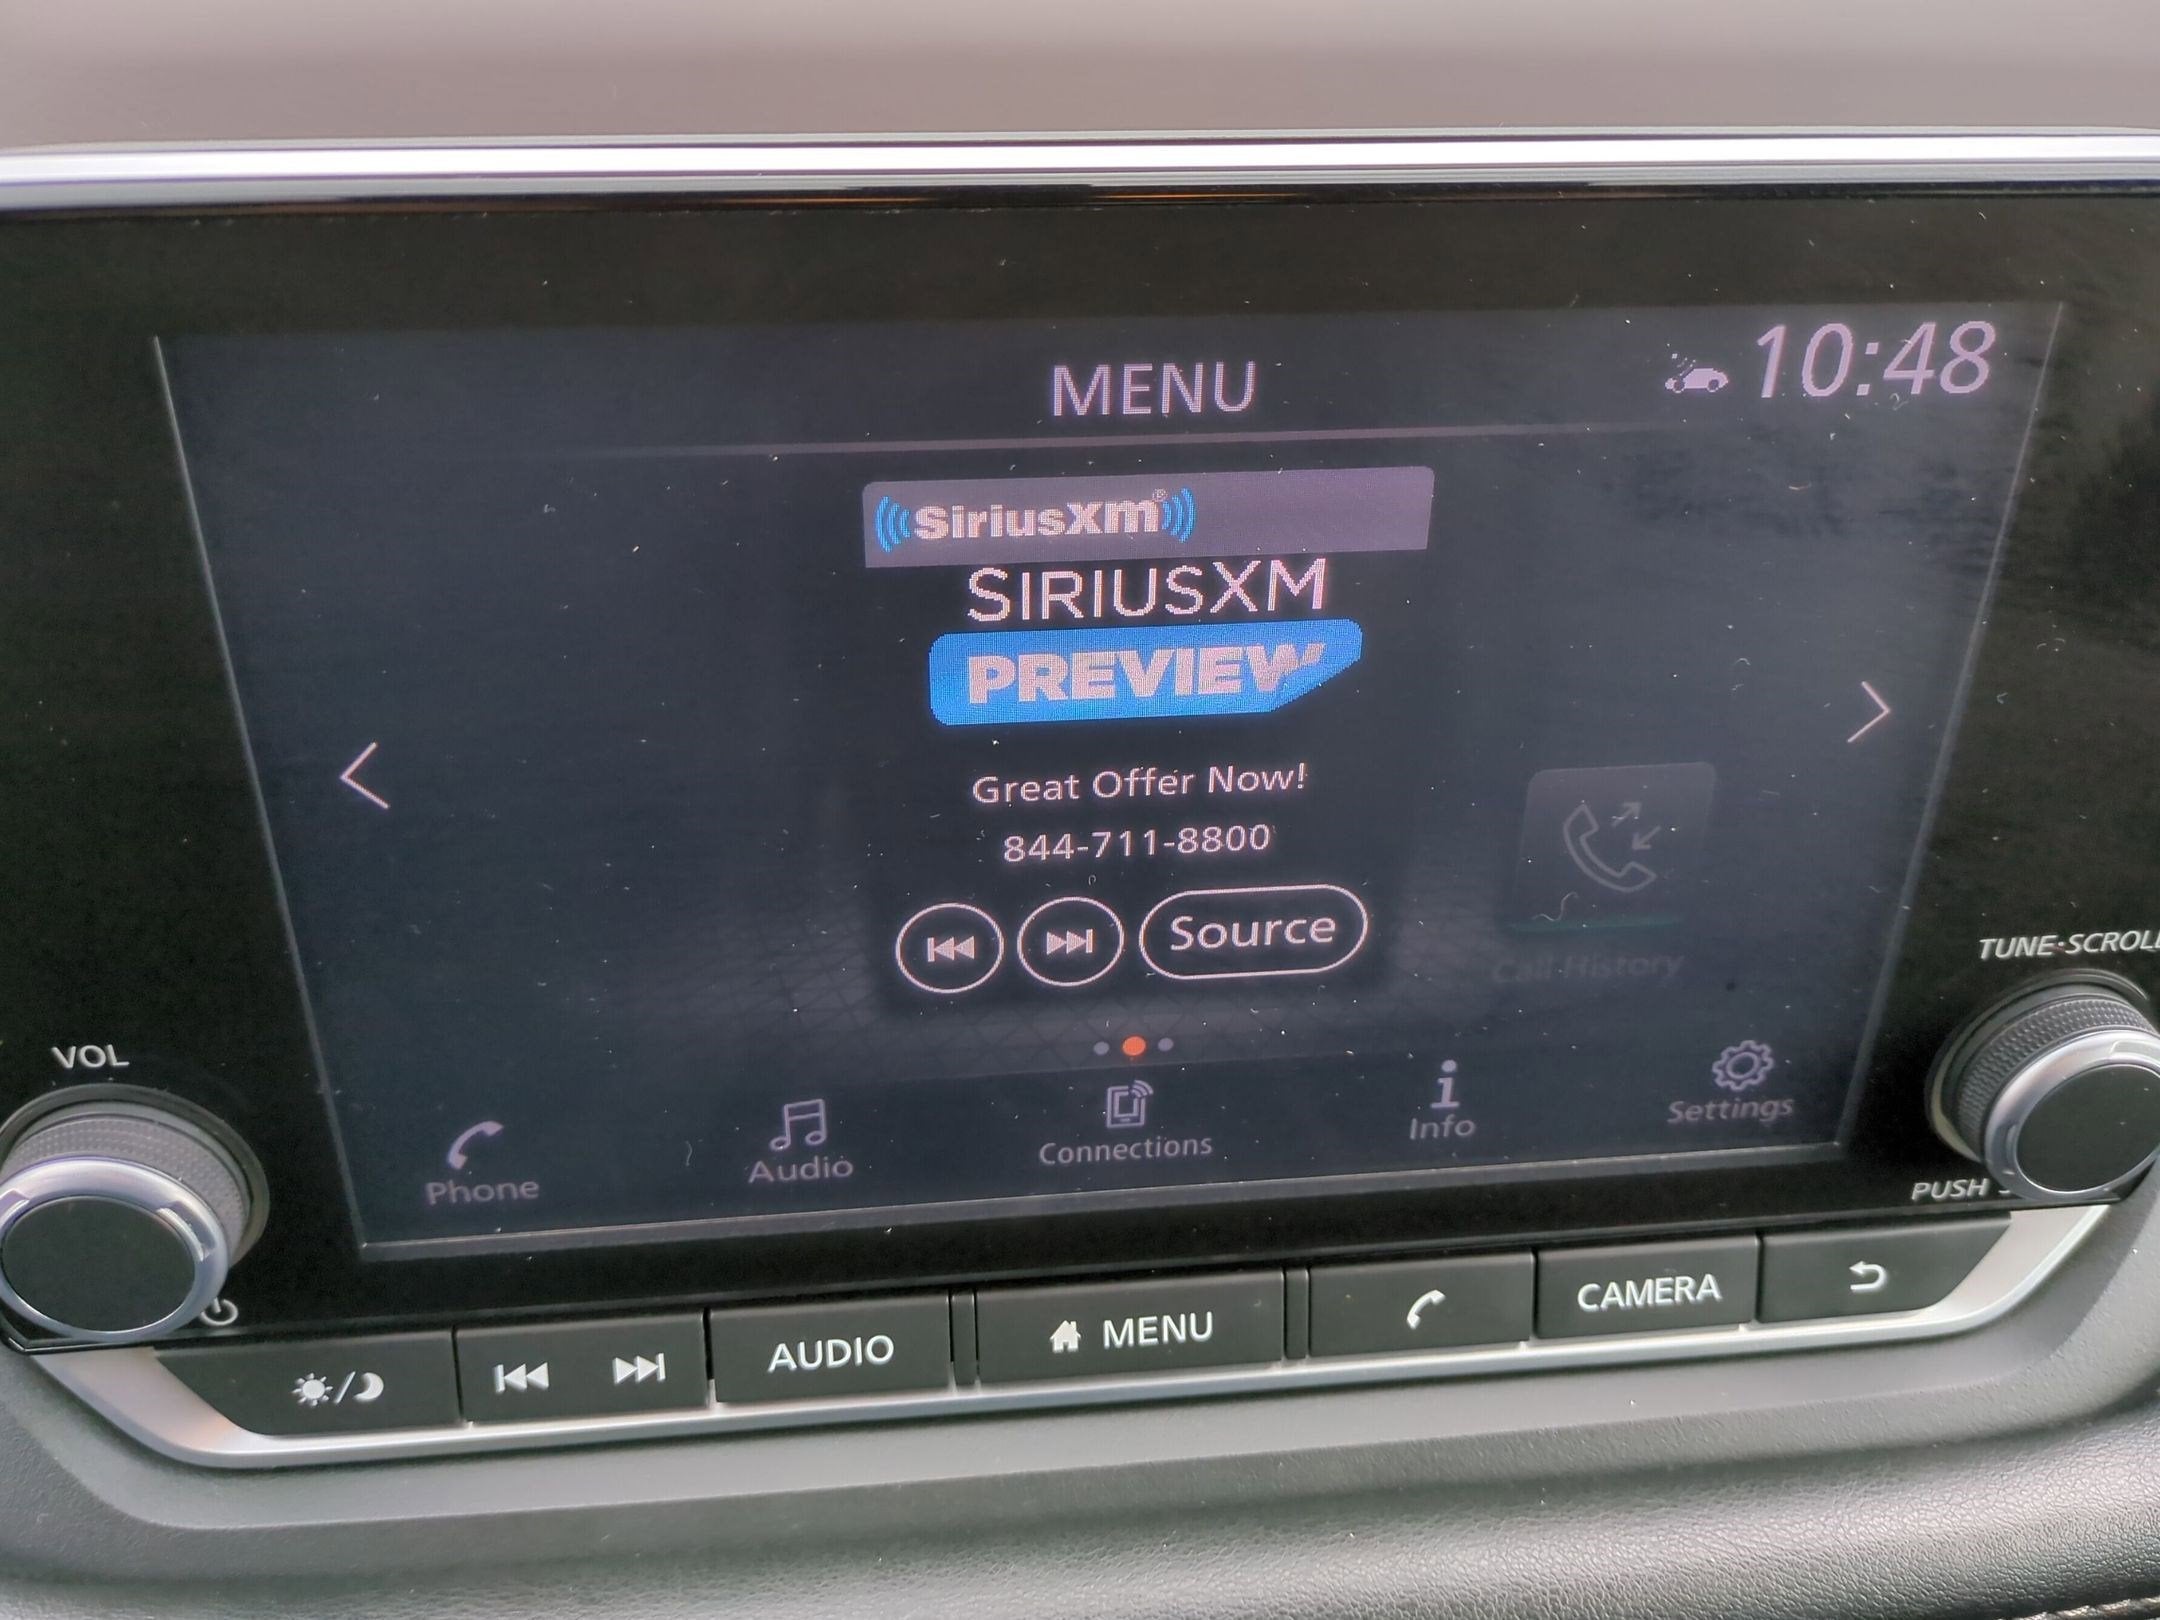 MENU
10:48
SiriusXm®
SIRIUSXM
PREVIEW
Great Offer Now!
844-711-8800
Source
Call History
Phone
Audio
Connections
Info
Settings
VOL
TUNE·SCROLL
PUSH
AUDIO
MENU
CAMERA